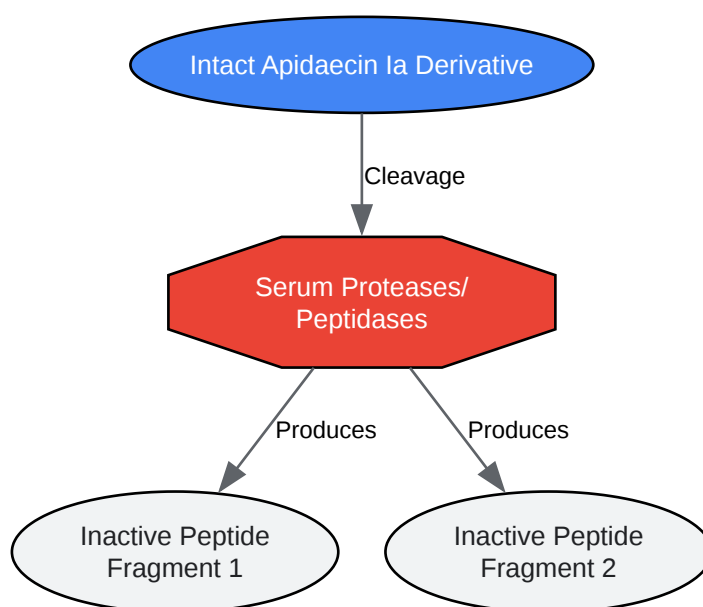 Intact Apidaecin Ia Derivative
Cleavage
Serum Proteases/
Peptidases
Produces
Produces
Inactive Peptide
Fragment 1
Inactive Peptide
Fragment 2